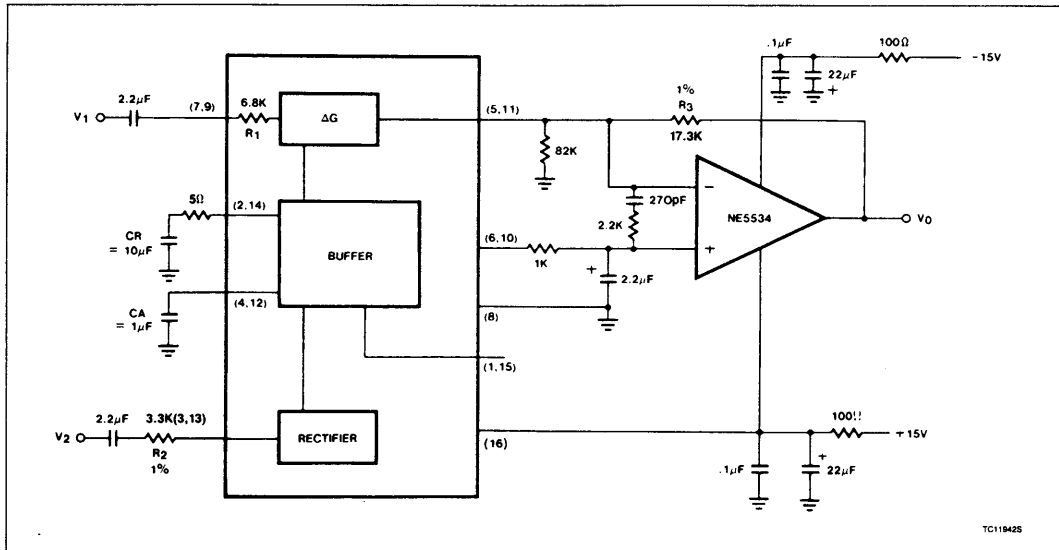 .1µF
100Ω
-15V
22µF
+
2.2µF
(7,9)
6.8K
R1
ΔG
(5,11)
1%
R3
17.3K
V1
82K
270pF
2.2K
−
+
NE5534
VO
5Ω
(2,14)
CR
= 10µF
BUFFER
(6,10)
1K
+
2.2µF
(4,12)
CA
= 1µF
(8)
(1,15)
2.2µF
3.3K(3,13)
V2
R2
1%
RECTIFIER
(16)
100Ω
+15V
.1µF
+
22µF
TC11942S